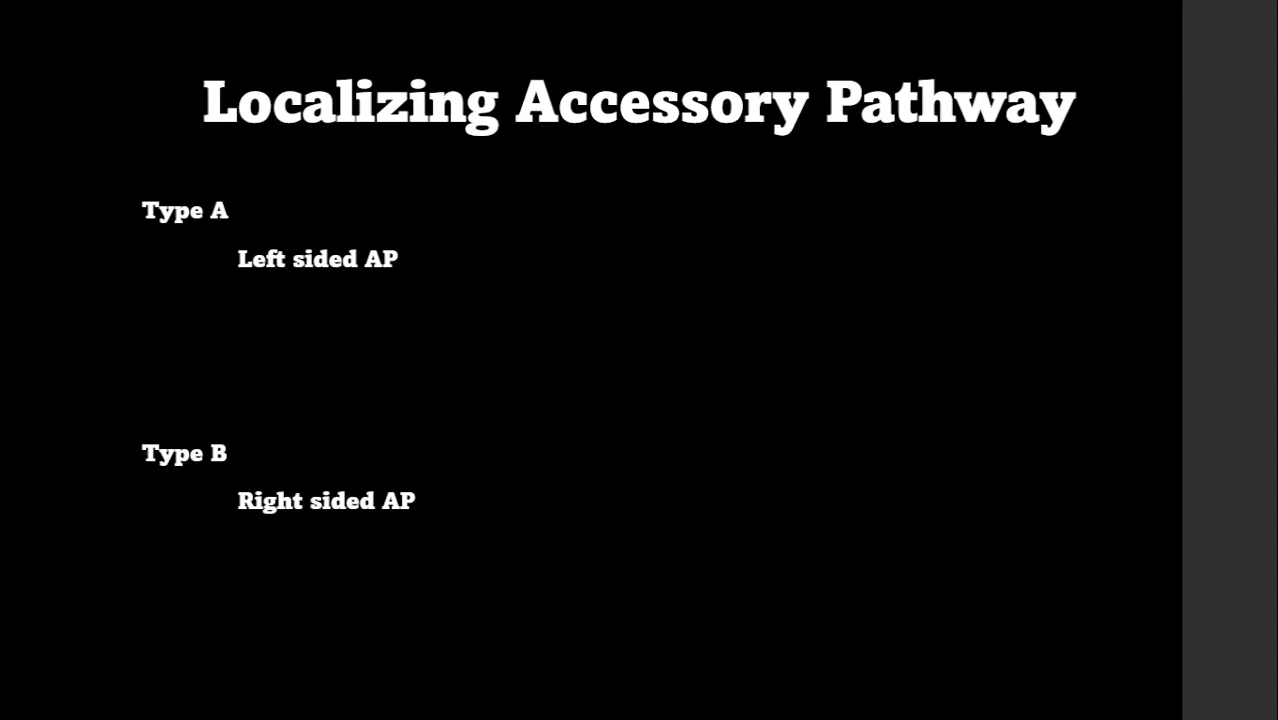 Localizing Accessory Pathway
Type A
Left sided AP
Type B
Right sided AP